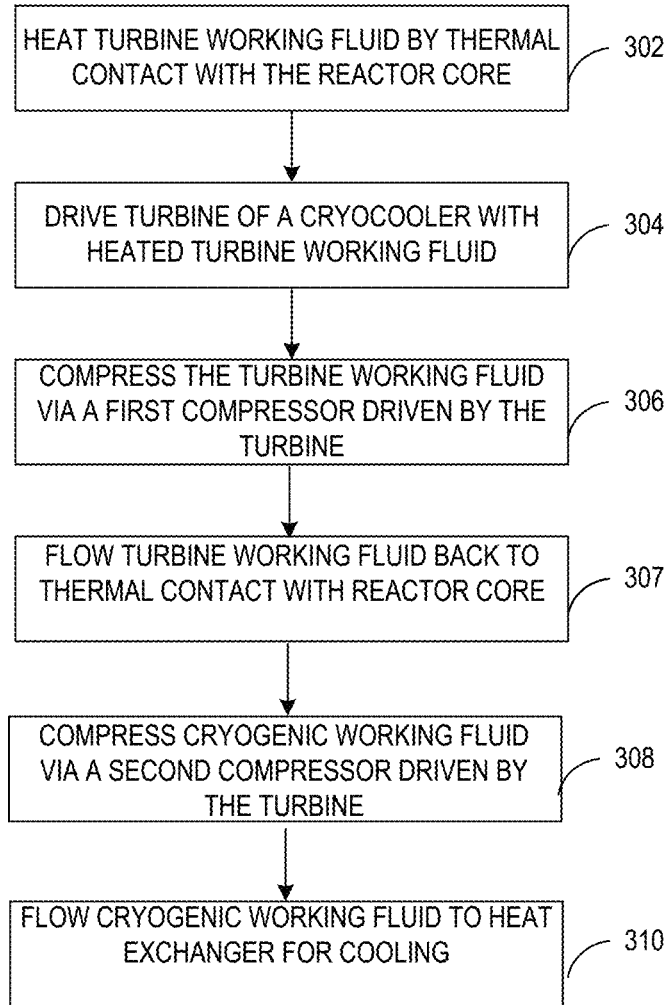 HEAT TURBINE WORKING FLUID BY THERMAL
CONTACT WITH THE REACTOR CORE
302
DRIVE TURBINE OF A CRYOCOOLER WITH
HEATED TURBINE WORKING FLUID
304
COMPRESS THE TURBINE WORKING FLUID
VIA A FIRST COMPRESSOR DRIVEN BY THE
TURBINE
306
FLOW TURBINE WORKING FLUID BACK TO
THERMAL CONTACT WITH REACTOR CORE
307
COMPRESS CRYOGENIC WORKING FLUID
VIA A SECOND COMPRESSOR DRIVEN BY
THE TURBINE
308
FLOW CRYOGENIC WORKING FLUID TO HEAT
EXCHANGER FOR COOLING
310